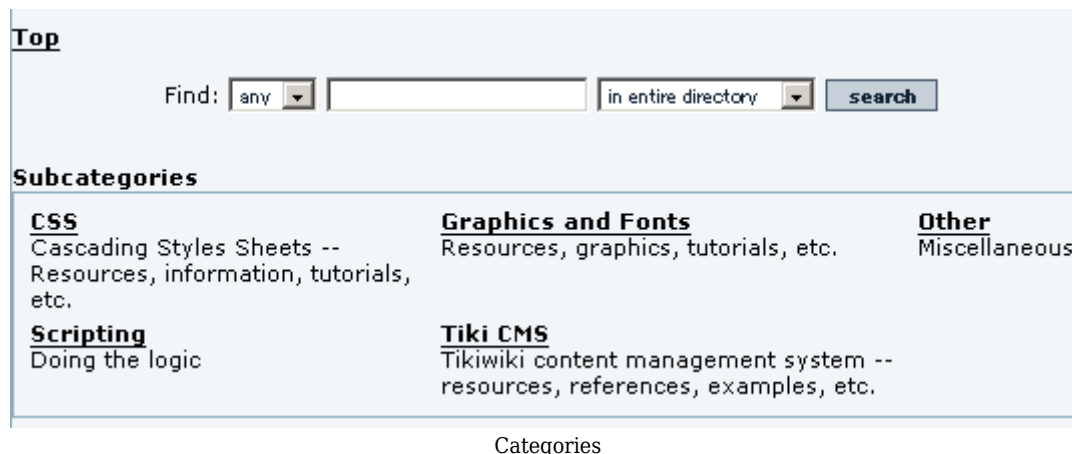 Top
Find: any in entire directory search
Subcategories
CSS
Cascading Styles Sheets --
Resources, information, tutorials,
etc.
Graphics and Fonts
Resources, graphics, tutorials, etc.
Other
Miscellaneous
Scripting
Doing the logic
Tiki CMS
Tikiwiki content management system --
resources, references, examples, etc.
Categories